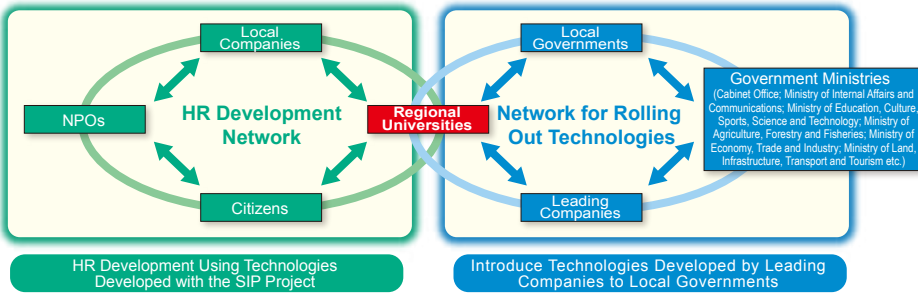 Local
Companies
NPOs
HR Development
Network
Citizens
Regional
Universities
Local
Governments
Network for Rolling
Out Technologies
Leading
Companies
Government Ministries
(Cabinet Office; Ministry of Internal Affairs and
Communications; Ministry of Education, Culture,
Sports, Science and Technology; Ministry of
Agriculture, Forestry and Fisheries; Ministry of
Economy, Trade and Industry; Ministry of Land,
Infrastructure, Transport and Tourism etc.)
HR Development Using Technologies
Developed with the SIP Project
Introduce Technologies Developed by Leading
Companies to Local Governments